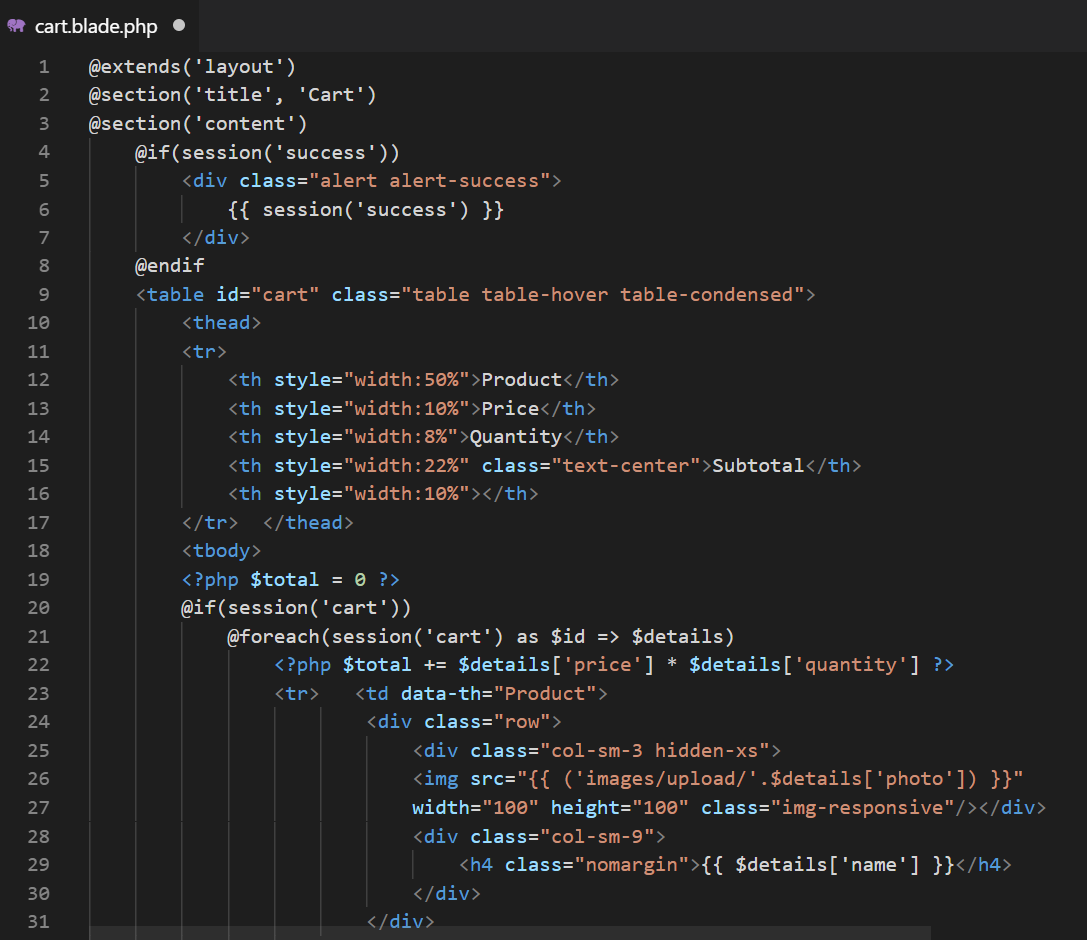 cart.blade.php
1 @extends('layout')
2 @section('title', 'Cart')
3 @section('content')
4     @if(session('success'))
5         <div class="alert alert-success">
6             {{ session('success') }}
7         </div>
8     @endif
9     <table id="cart" class="table table-hover table-condensed">
10         <thead>
11         <tr>
12             <th style="width:50%">Product</th>
13             <th style="width:10%">Price</th>
14             <th style="width:8%">Quantity</th>
15             <th style="width:22%" class="text-center">Subtotal</th>
16             <th style="width:10%"></th>
17         </tr>  </thead>
18         <tbody>
19         <?php $total = 0 ?>
20         @if(session('cart'))
21             @foreach(session('cart') as $id => $details)
22                 <?php $total += $details['price'] * $details['quantity'] ?>
23                 <tr>   <td data-th="Product">
24                         <div class="row">
25                             <div class="col-sm-3 hidden-xs">
26                             <img src="{{ ('images/upload/'.$details['photo']) }}"
27                             width="100" height="100" class="img-responsive"/></div>
28                             <div class="col-sm-9">
29                                 <h4 class="nomargin">{{ $details['name'] }}</h4>
30                             </div>
31                         </div>